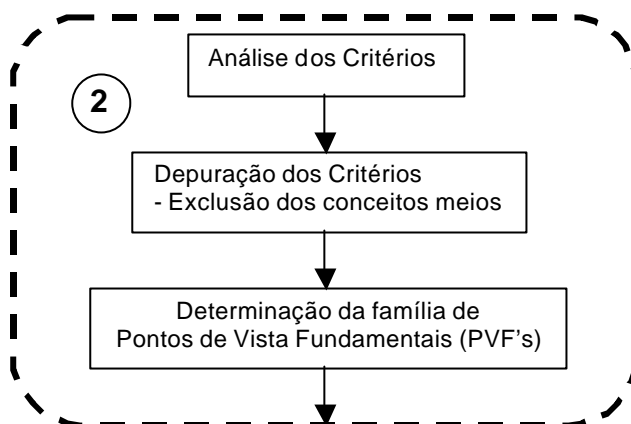 Análise dos Critérios
2
Depuração dos Critérios
- Exclusão dos conceitos meios
Determinação da família de
Pontos de Vista Fundamentais (PVF's)